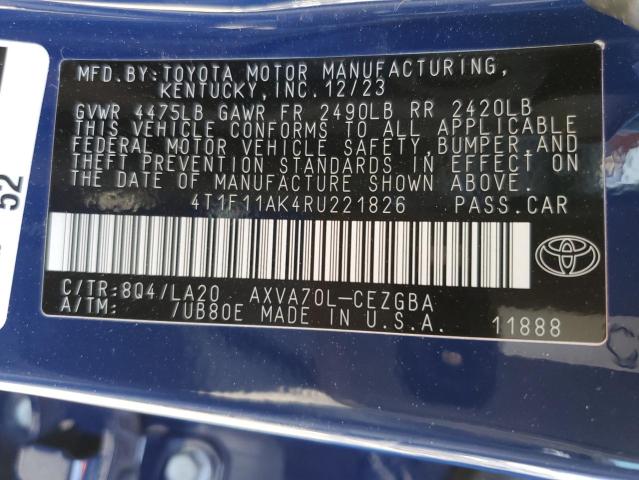 MFD.BY:TOYOTA MOTOR MANUFACTURING,
KENTUCKY,INC.12/23
GVWR 4475LB GAWR FR 2490LB RR 2420LB
THIS VEHICLE CONFORMS TO ALL APPLICABLE
FEDERAL MOTOR VEHICLE SAFETY,BUMPER,AND
THEFT PREVENTION STANDARDS IN EFFECT ON
THE DATE OF MANUFACTURE SHOWN ABOVE.
4T1F11AK4RU221826 PASS.CAR
C/TR:8Q4/LA20 AXVA70L-CEZGBA
A/TM: /UB80E MADE IN U.S.A. 11888
52